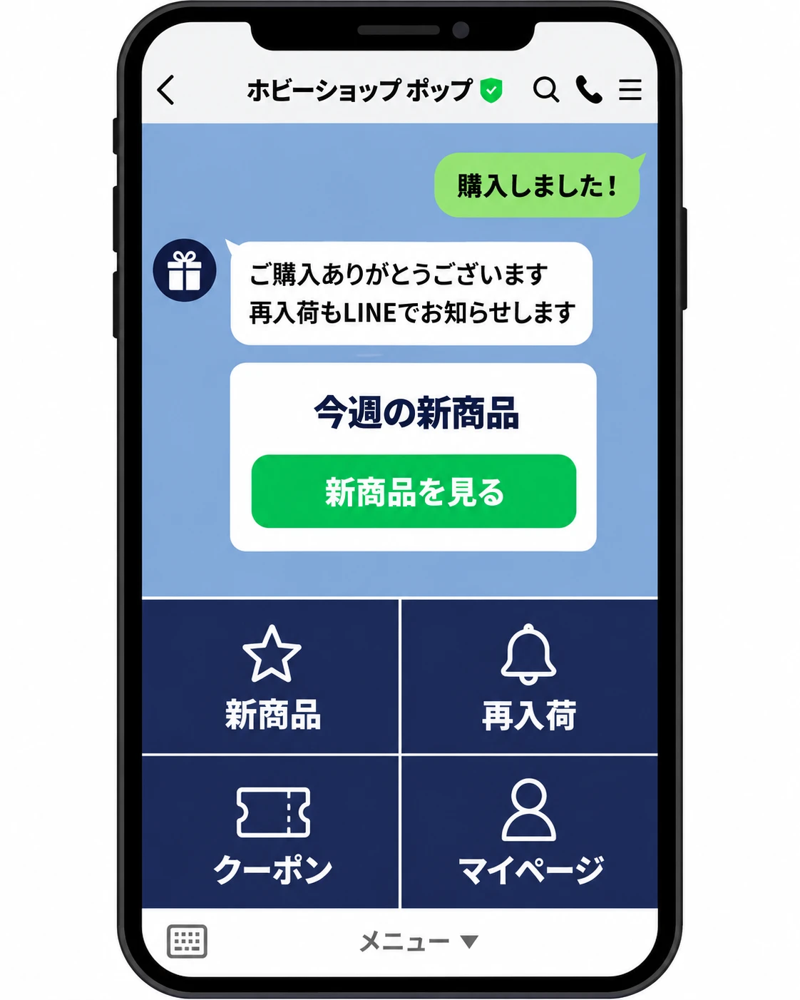 ホビーショップ ポップ
購入しました！
ご購入ありがとうございます
再入荷もLINEでお知らせします
今週の新商品
新商品を見る
新商品
再入荷
クーポン
マイページ
メニュー ▼